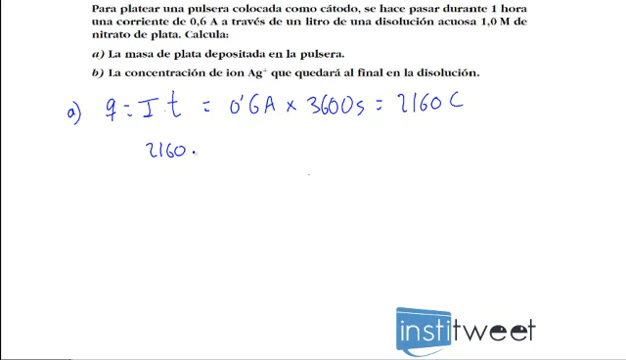 Para platear una pulsera colocada como cátodo, se hace pasar durante 1 hora
una corriente de 0,6 A a través de un litro de una disolución acuosa 1,0 M de
nitrato de plata. Calcula:
a) La masa de plata depositada en la pulsera.
b) La concentración de ion Ag⁺ que quedará al final en la disolución.
a) q = I·t = 0'6A × 3600s = 2160 C
2160 ·
institweet